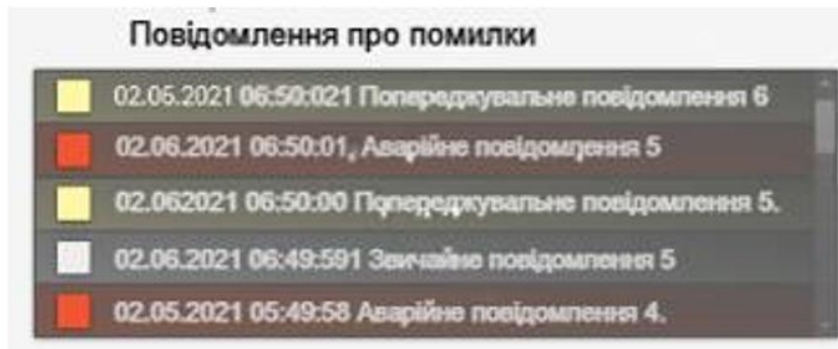 Повідомлення про помилки
02.05.2021 06:50:021 Попереджувальне повідомлення 6
02.06.2021 06:50:01, Аварійне повідомлення 5
02.062021 06:50:00 Попереджувальне повідомлення 5.
02.06.2021 06:49:591 Звичайне повідомлення 5
02.05.2021 05:49:58 Аварійне повідомлення 4.